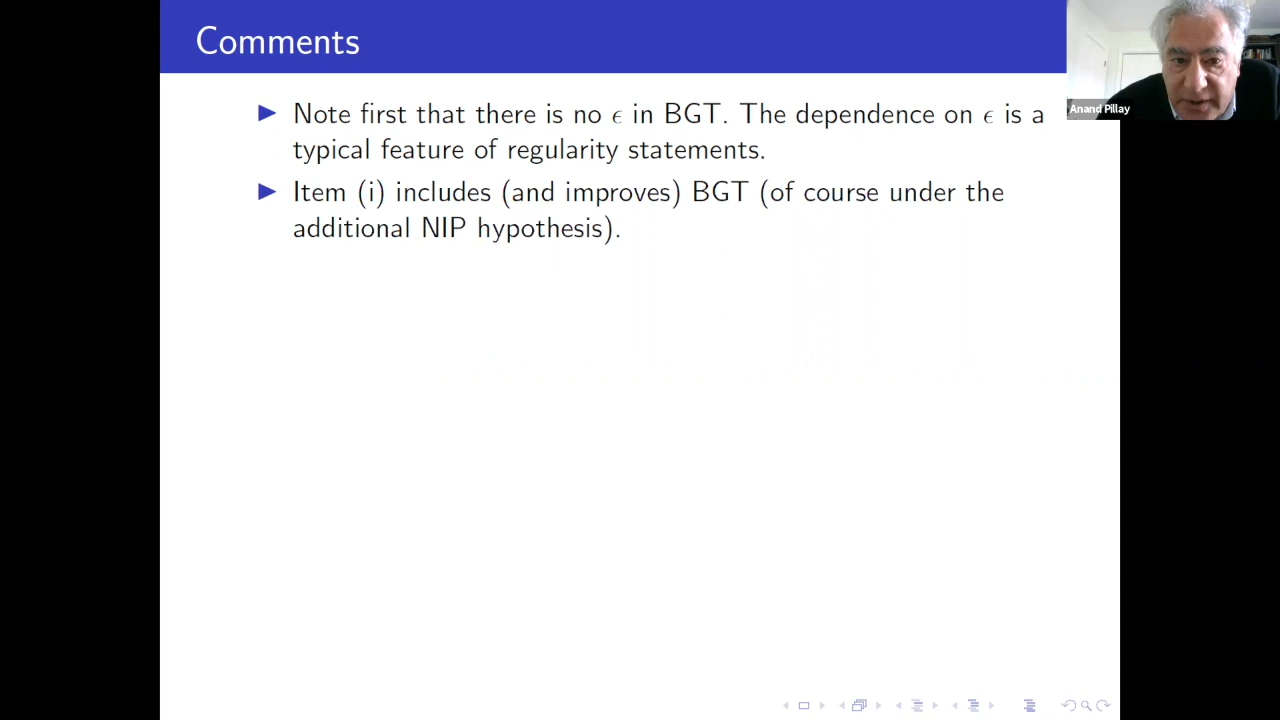 Comments
Anand Pillay
▶ Note first that there is no ϵ in BGT. The dependence on ϵ is a
typical feature of regularity statements.
▶ Item (i) includes (and improves) BGT (of course under the
additional NIP hypothesis).